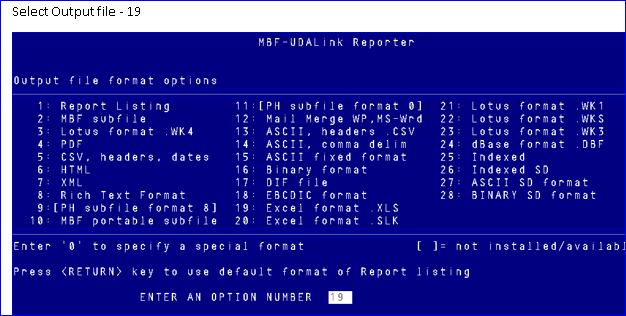 Select Output file - 19
MBF-UDALink Reporter
Output file format options
1: Report Listing 11:[PH subfile format 0] 21: Lotus format .WK1
2: MBF subfile 12: Mail Merge WP,MS-Wrd 22: Lotus format .WKS
3: Lotus format .WK4 13: ASCII, headers .CSV 23: Lotus format .WK3
4: PDF 14: ASCII, comma delim 24: dBase format .DBF
5: CSV, headers, dates 15: ASCII fixed format 25: Indexed
6: HTML 16: Binary format 26: Indexed SD
7: XML 17: DIF file 27: ASCII SD format
8: Rich Text Format 18: EBCDIC format 28: BINARY SD format
9:[PH subfile format 8] 19: Excel format .XLS
10: MBF portable subfile 20: Excel format .SLK
Enter '0' to specify a special format [ ]= not installed/availabl
Press <RETURN> key to use default format of Report listing
ENTER AN OPTION NUMBER 19